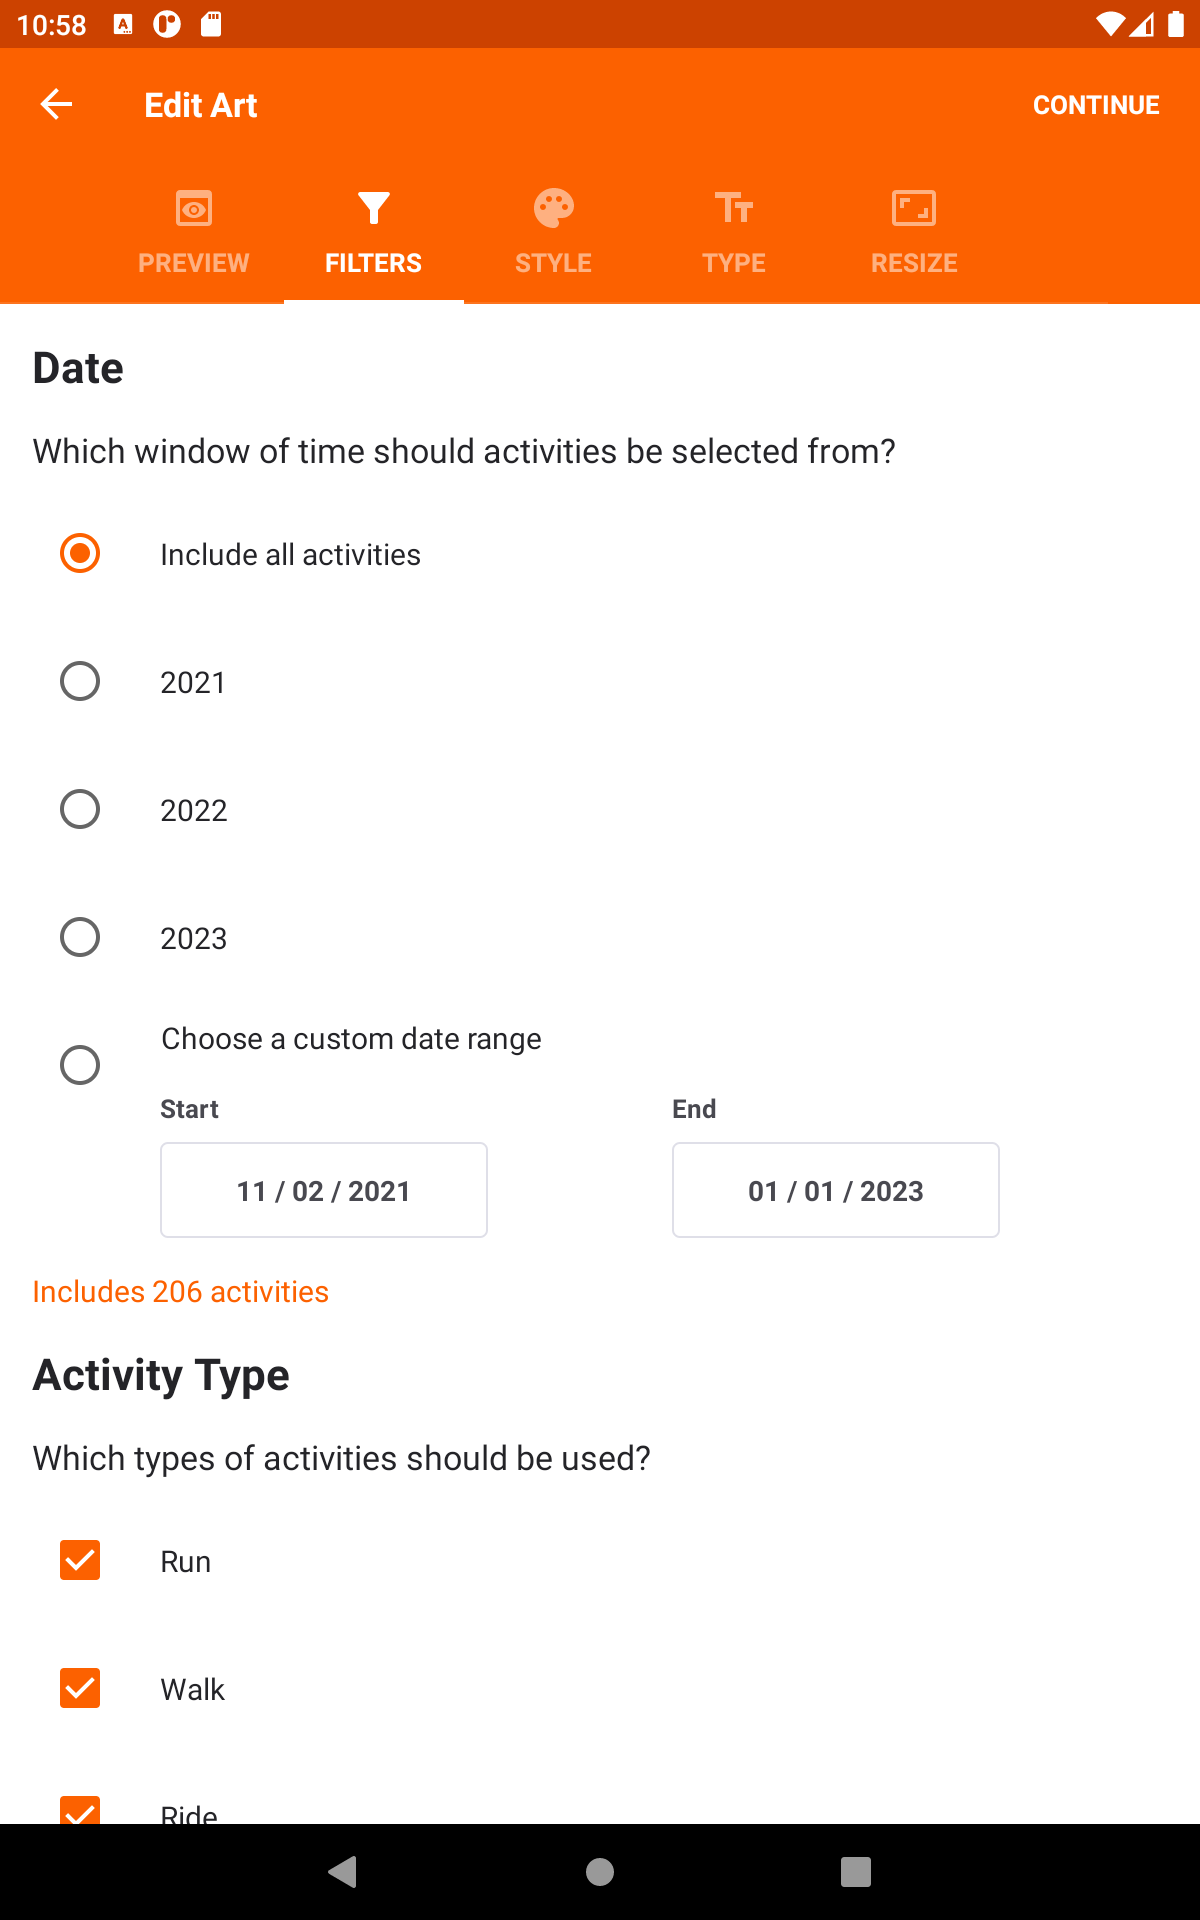 10:58
Edit Art
CONTINUE
PREVIEW
FILTERS
STYLE
TYPE
RESIZE
Date
Which window of time should activities be selected from?
Include all activities
2021
2022
2023
Choose a custom date range
Start
End
11 / 02 / 2021
01 / 01 / 2023
Includes 206 activities
Activity Type
Which types of activities should be used?
Run
Walk
Ride